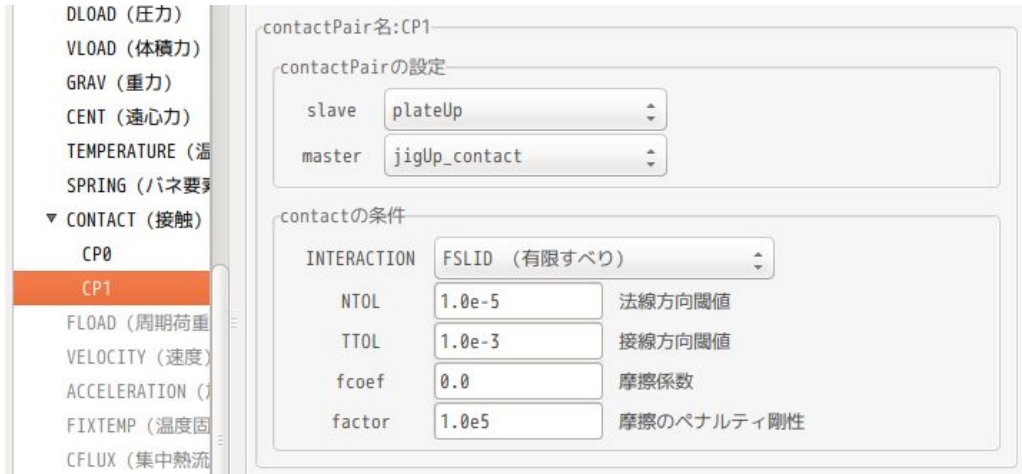 DLOAD (圧力)
VLOAD (体積力)
GRAV (重力)
CENT (遠心力)
TEMPERATURE (温
SPRING (バネ要素
▼ CONTACT (接触)
CP0
CP1
FLOAD (周期荷重
VELOCITY (速度)
ACCELERATION (加
FIXTEMP (温度固
CFLUX (集中熱流
contactPair名:CP1
contactPairの設定
slave plateUp
master jigUp_contact
contactの条件
INTERACTION FSLID (有限すべり)
NTOL 1.0e-5 法線方向閾値
TTOL 1.0e-3 接線方向閾値
fcoef 0.0 摩擦係数
factor 1.0e5 摩擦のペナルティ剛性